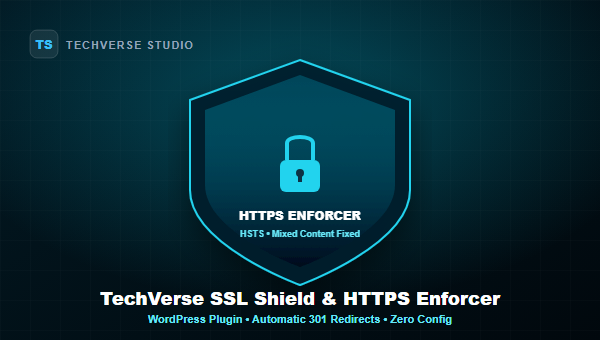 TS TECHVERSE STUDIO
HTTPS ENFORCER
HSTS • Mixed Content Fixed
TechVerse SSL Shield & HTTPS Enforcer
WordPress Plugin • Automatic 301 Redirects • Zero Config